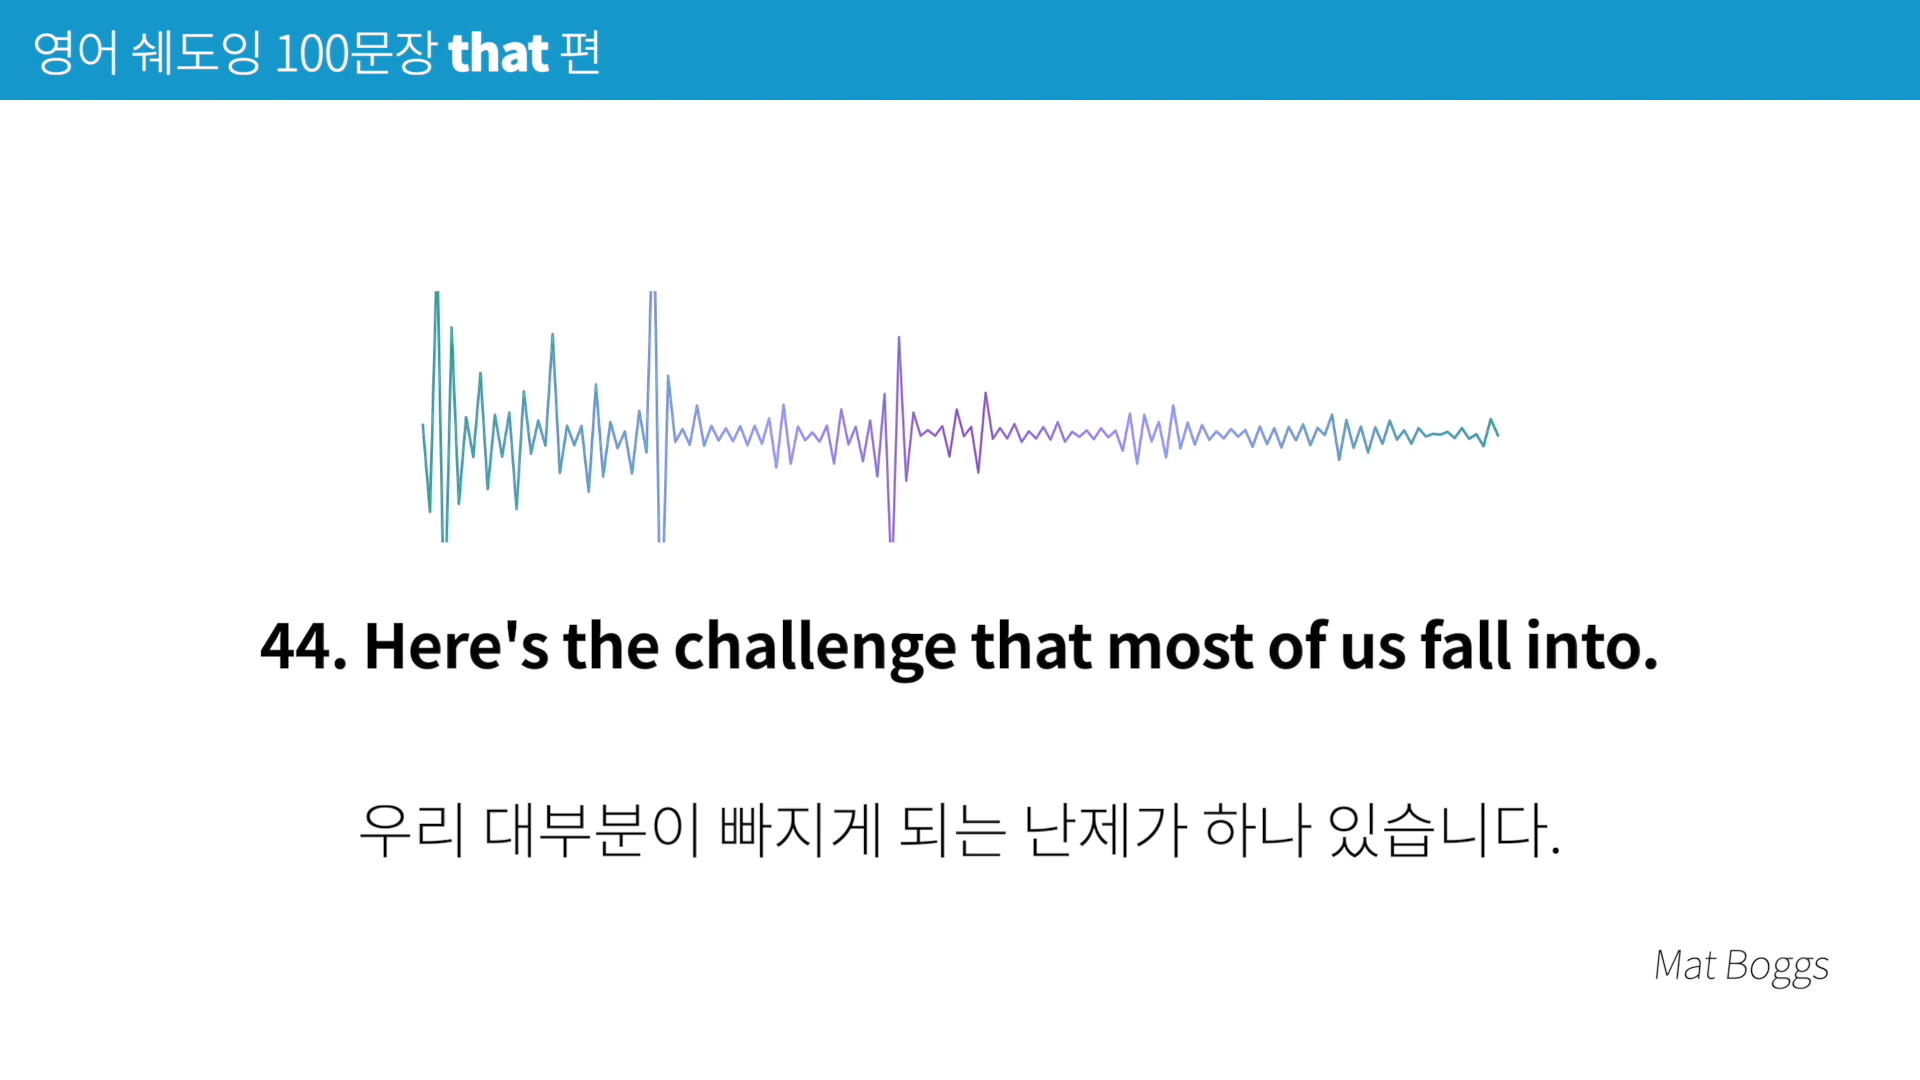 영어 쉐도잉 100문장 that 편
44. Here's the challenge that most of us fall into.
우리 대부분이 빠지게 되는 난제가 하나 있습니다.
Mat Boggs